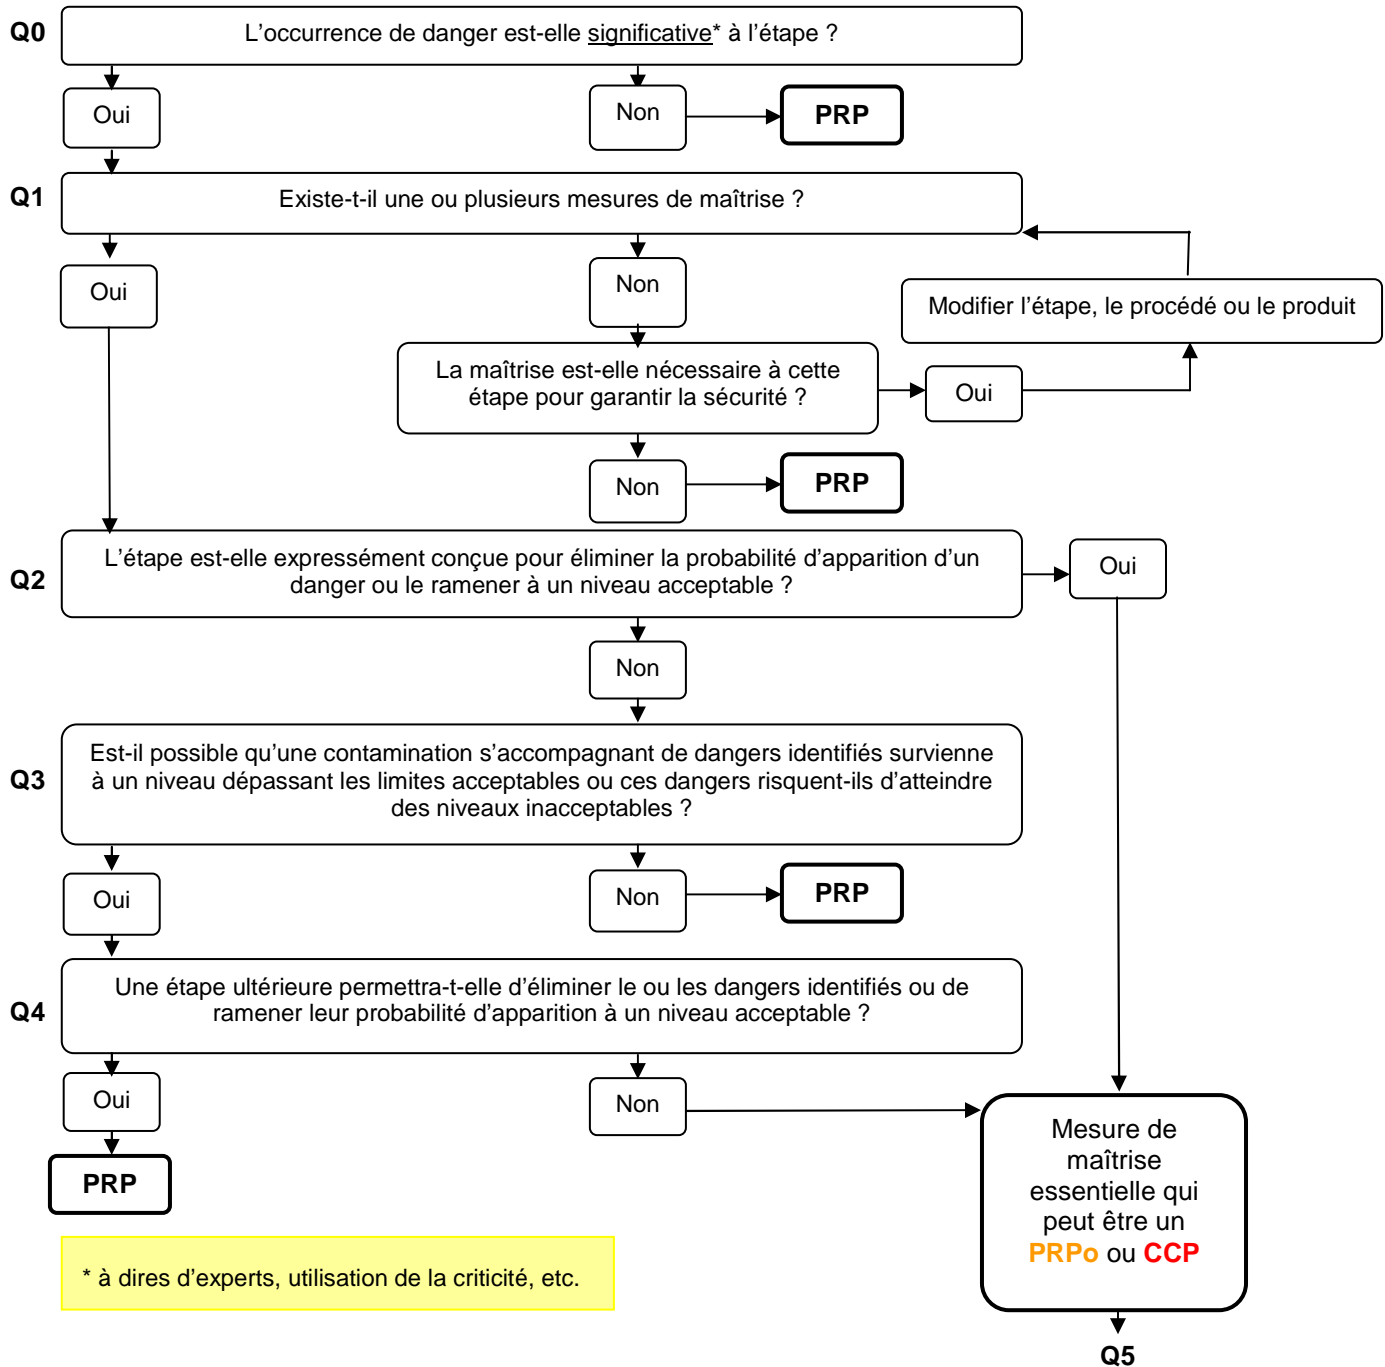 Q0
L'occurrence de danger est-elle significative* à l'étape ?
Oui
Non
PRP
Q1
Existe-t-il une ou plusieurs mesures de maîtrise ?
Oui
Non
Modifier l'étape, le procédé ou le produit
La maîtrise est-elle nécessaire à cette
étape pour garantir la sécurité ?
Oui
Non
PRP
Q2
L'étape est-elle expressément conçue pour éliminer la probabilité d'apparition d'un
danger ou le ramener à un niveau acceptable ?
Oui
Non
Q3
Est-il possible qu'une contamination s'accompagnant de dangers identifiés survienne
à un niveau dépassant les limites acceptables ou ces dangers risquent-ils d'atteindre
des niveaux inacceptables ?
Oui
Non
PRP
Q4
Une étape ultérieure permettra-t-elle d'éliminer le ou les dangers identifiés ou de
ramener leur probabilité d'apparition à un niveau acceptable ?
Oui
Non
PRP
Mesure de
maîtrise
essentielle qui
peut être un
PRPo ou CCP
* à dires d'experts, utilisation de la criticité, etc.
Q5